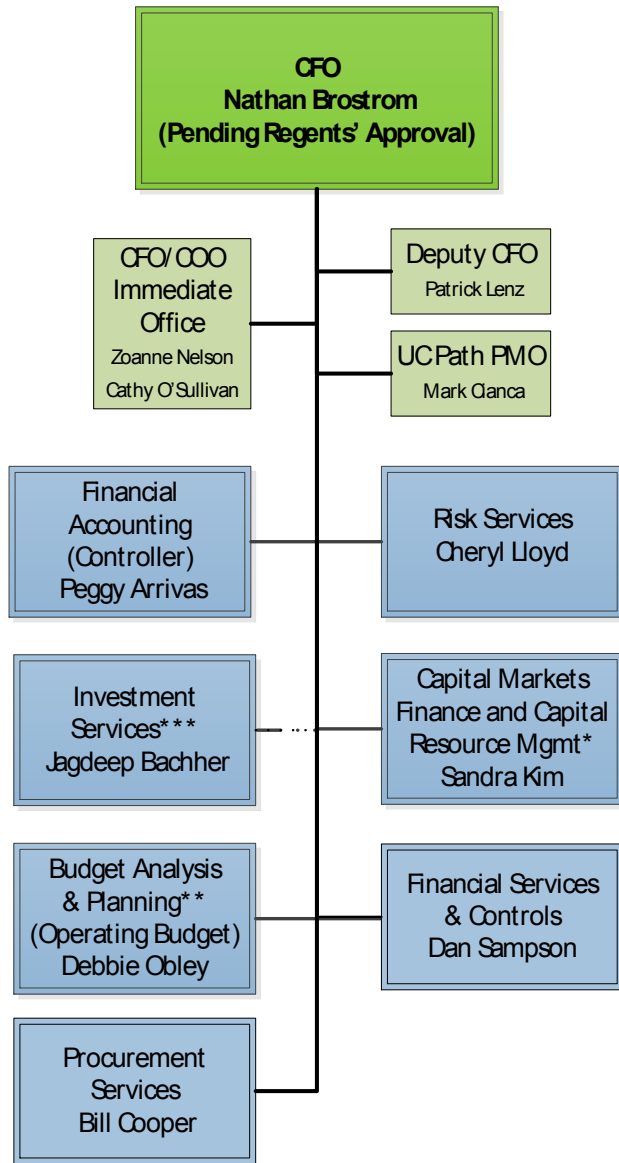 CFO
Nathan Brostrom
(Pending Regents' Approval)
CFO/COO
Immediate
Office
Zoanne Nelson
Cathy O'Sullivan
Deputy CFO
Patrick Lenz
UCPath PMO
Mark Cianca
Financial
Accounting
(Controller)
Peggy Arrivas
Risk Services
Cheryl Lloyd
Investment
Services***
Jagdeep Bachher
Capital Markets
Finance and Capital
Resource Mgmt*
Sandra Kim
Budget Analysis
& Planning**
(Operating Budget)
Debbie Obley
Financial Services
& Controls
Dan Sampson
Procurement
Services
Bill Cooper